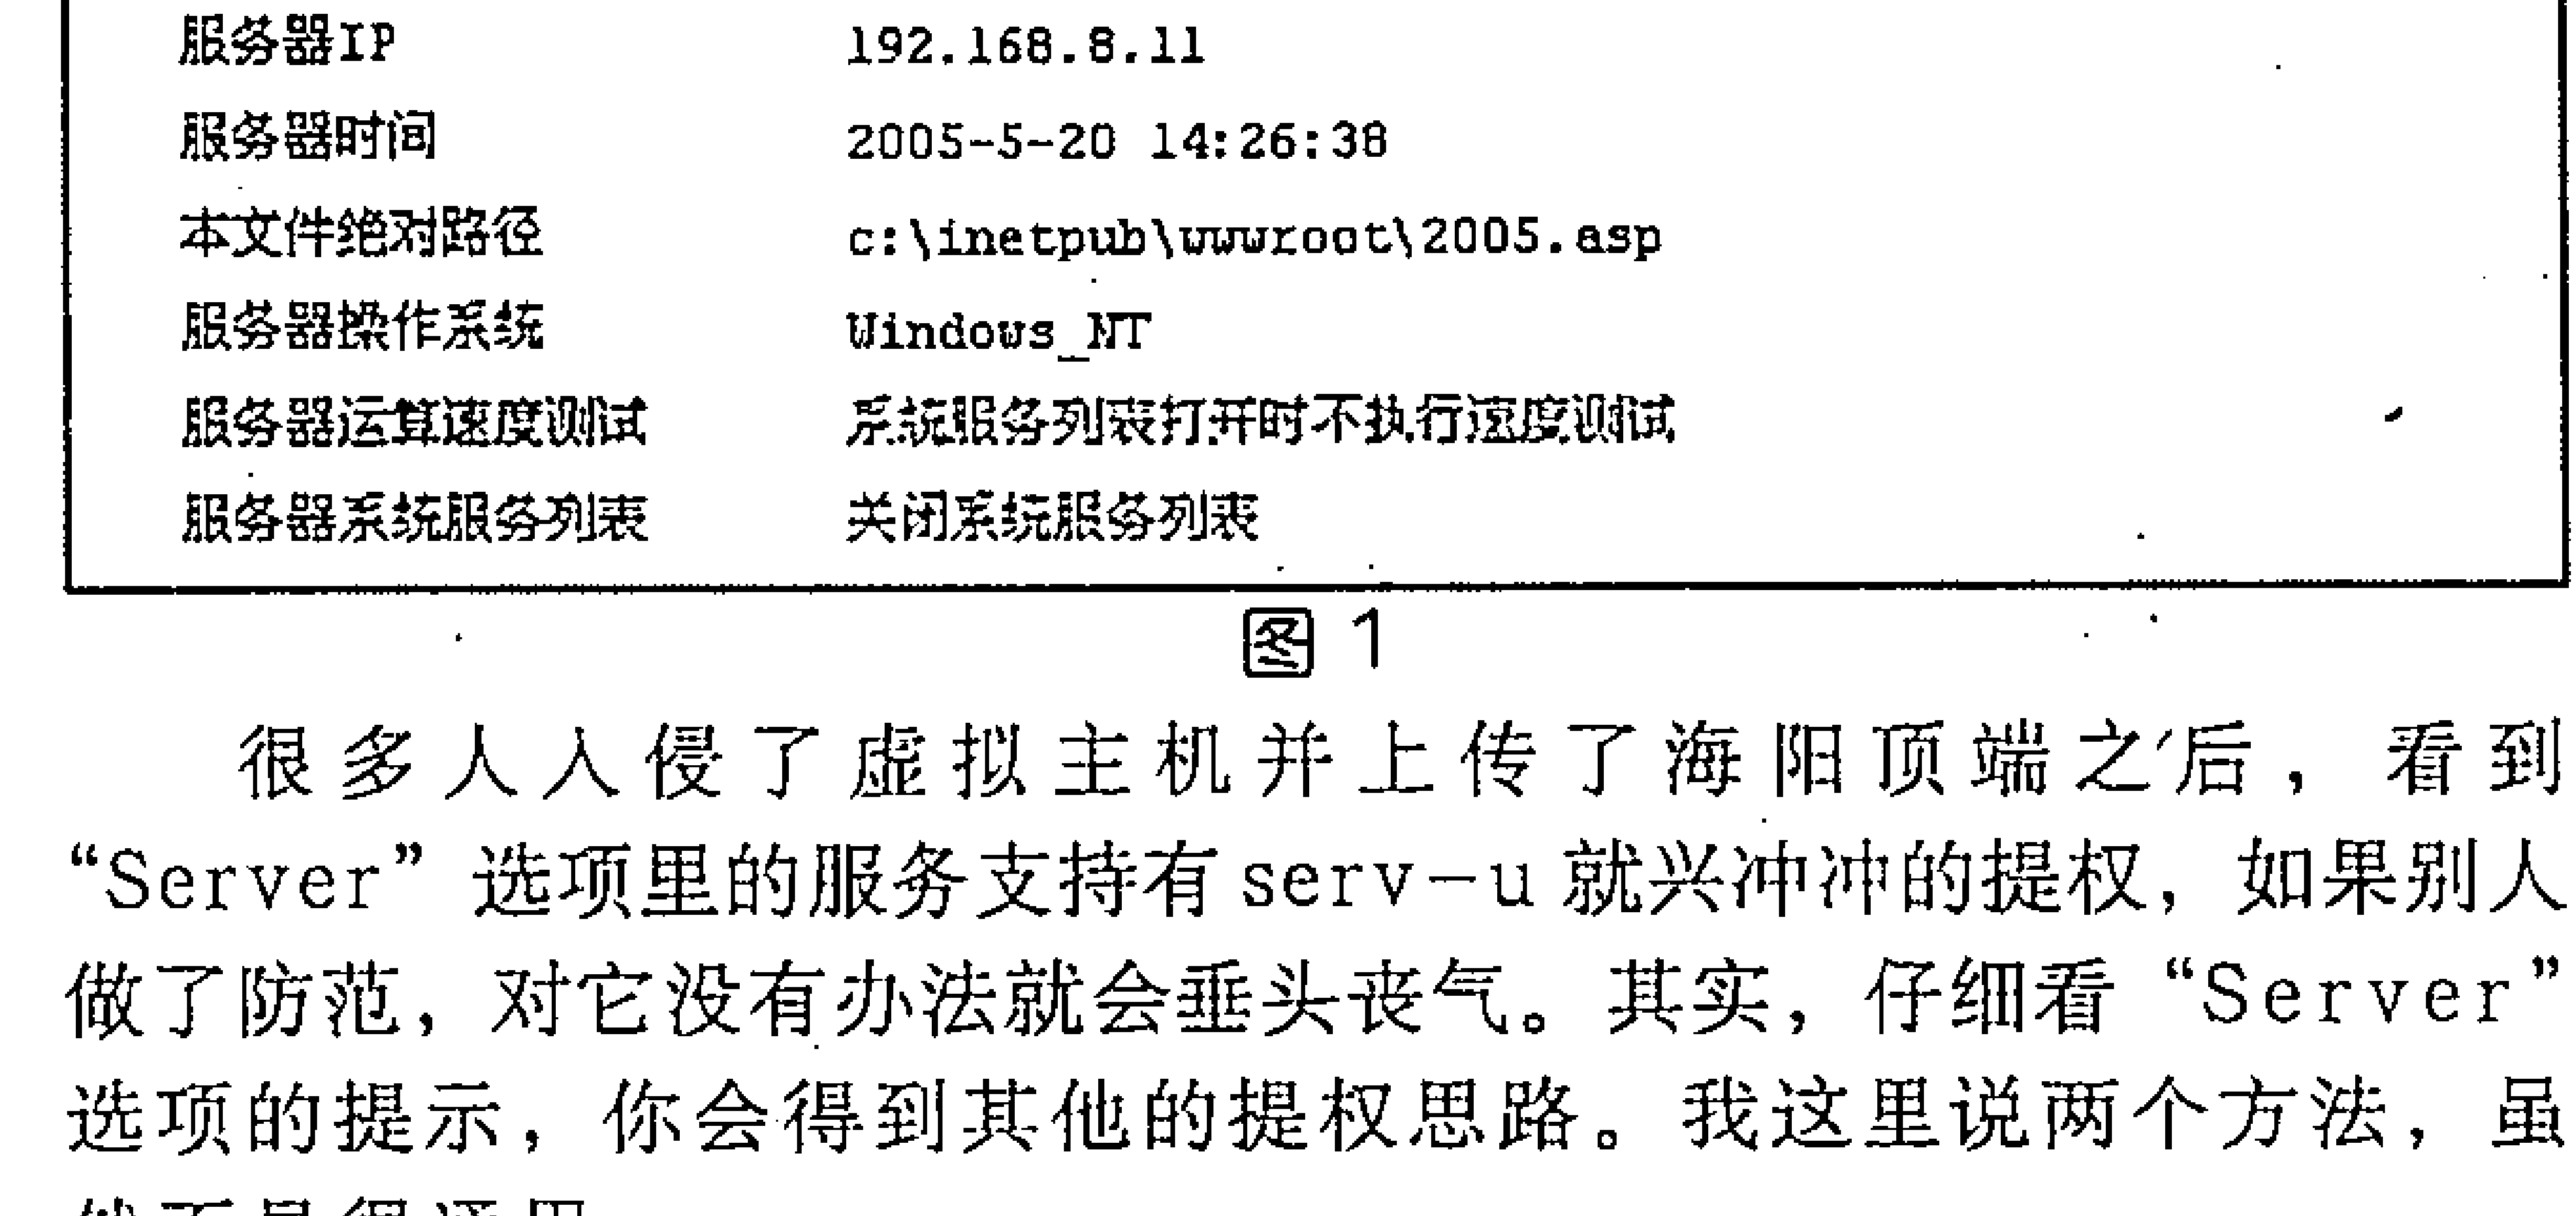 服务器IP 192.168.8.11
服务器时间 2005-5-20 14:26:38
本文件绝对路径 c:\inetpub\wwwroot\2005.asp
服务器操作系统 Windows_NT
服务器运算速度测试 系统服务列表打开时不执行速度测试
服务器系统服务列表 关闭系统服务列表
图1
很多人入侵了虚拟主机并上传了海阳顶端之后，看到
“Server”选项里的服务支持有serv-u就兴冲冲的提权，如果别人
做了防范，对它没有办法就会垂头丧气。其实，仔细看“Server”
选项的提示，你会得到其他的提权思路。我这里说两个方法，虽